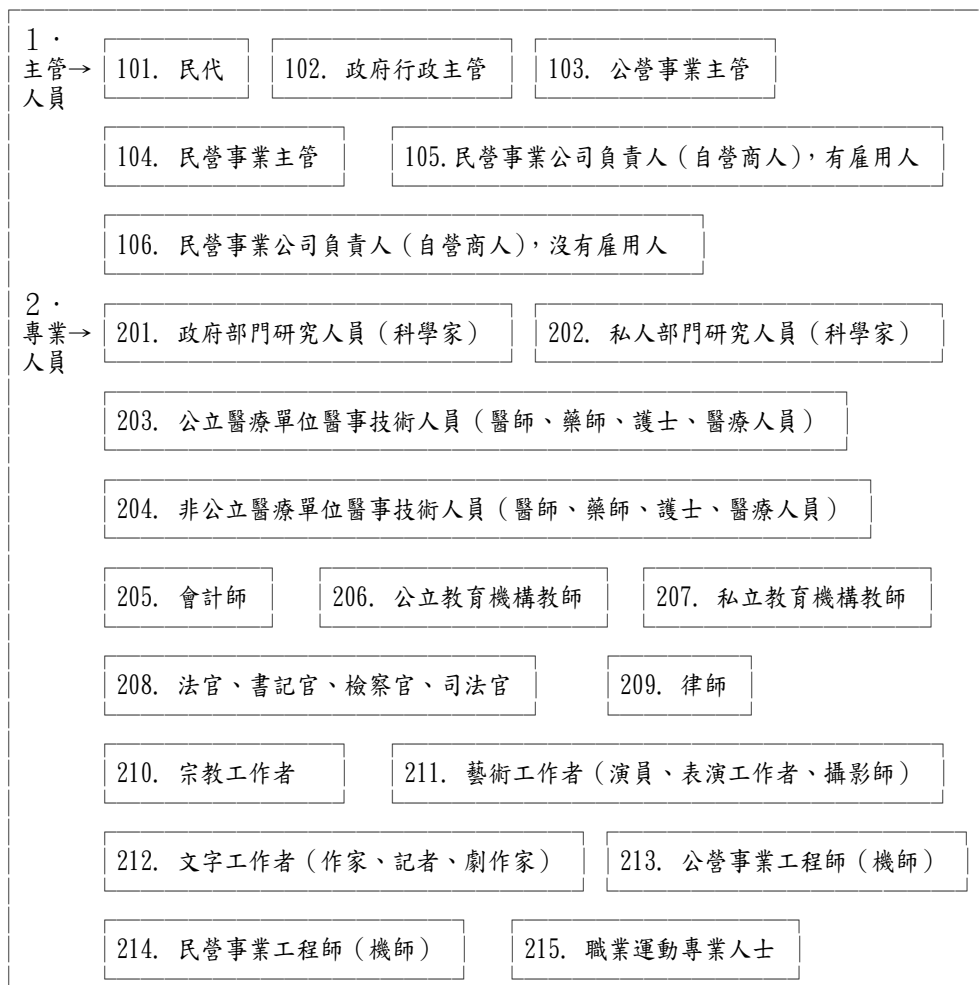 1．
主管→ 101. 民代 102. 政府行政主管 103. 公營事業主管
人員
104. 民營事業主管 105.民營事業公司負責人（自營商人），有雇用人
106. 民營事業公司負責人（自營商人），沒有雇用人
2．
專業→ 201. 政府部門研究人員（科學家） 202. 私人部門研究人員（科學家）
人員
203. 公立醫療單位醫事技術人員（醫師、藥師、護士、醫療人員）
204. 非公立醫療單位醫事技術人員（醫師、藥師、護士、醫療人員）
205. 會計師 206. 公立教育機構教師 207. 私立教育機構教師
208. 法官、書記官、檢察官、司法官 209. 律師
210. 宗教工作者 211. 藝術工作者（演員、表演工作者、攝影師）
212. 文字工作者（作家、記者、劇作家） 213. 公營事業工程師（機師）
214. 民營事業工程師（機師） 215. 職業運動專業人士